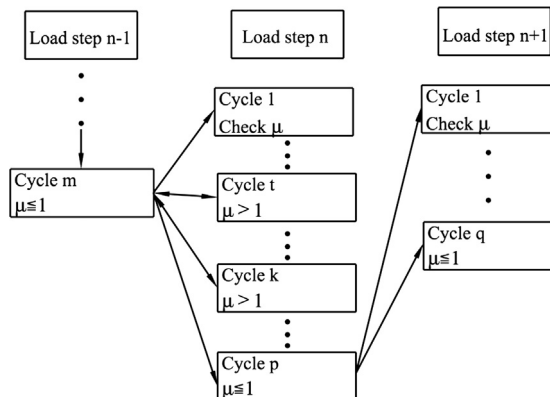 Load step n-1
Load step n
Load step n+1
Cycle m
μ≦1
Cycle 1
Check μ
Cycle t
μ > 1
Cycle k
μ > 1
Cycle p
μ≦1
Cycle 1
Check μ
Cycle q
μ≦1